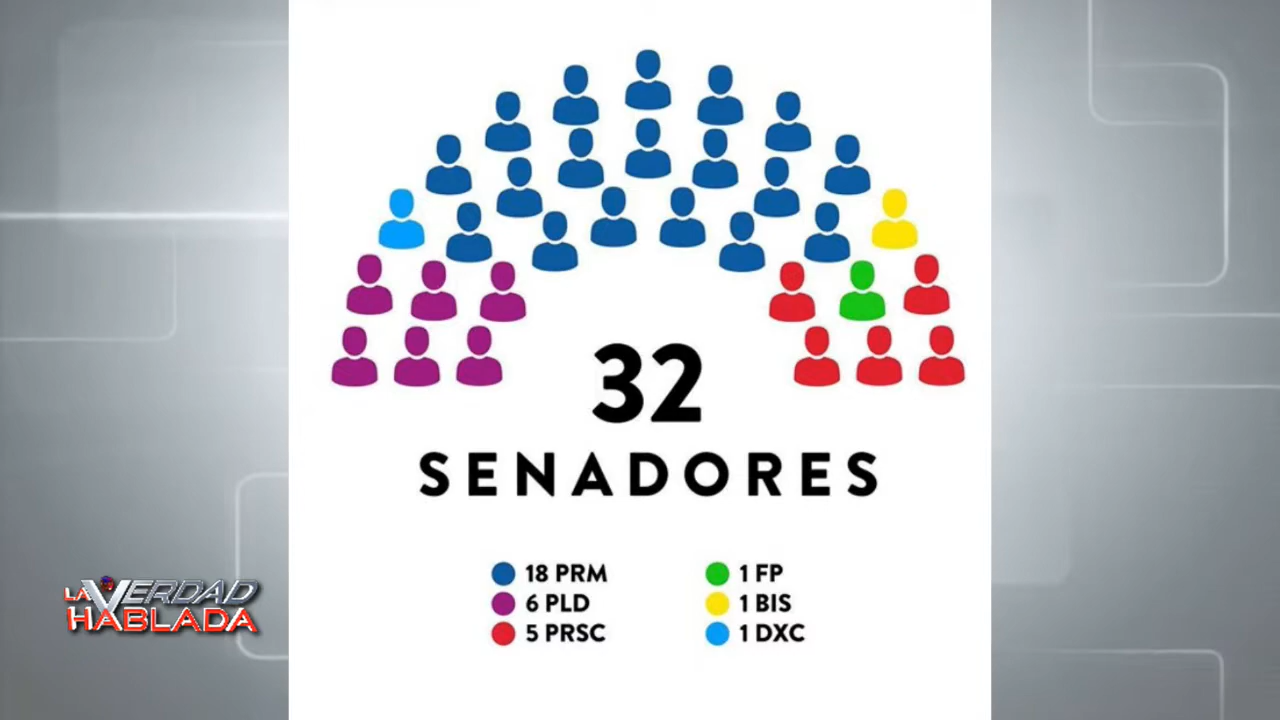 32
SENADORES
18 PRM
6 PLD
5 PRSC
1 FP
1 BIS
1 DXC
LA VERDAD
HABLADA